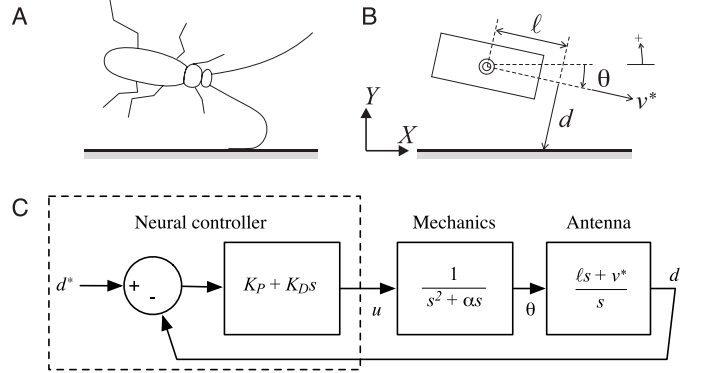 A
B
ℓ
+
θ
v*
d
Y
X
C
Neural controller
Mechanics
Antenna
d*
+
-
K_P + K_D s
u
1
s² + αs
θ
ℓs + v*
s
d